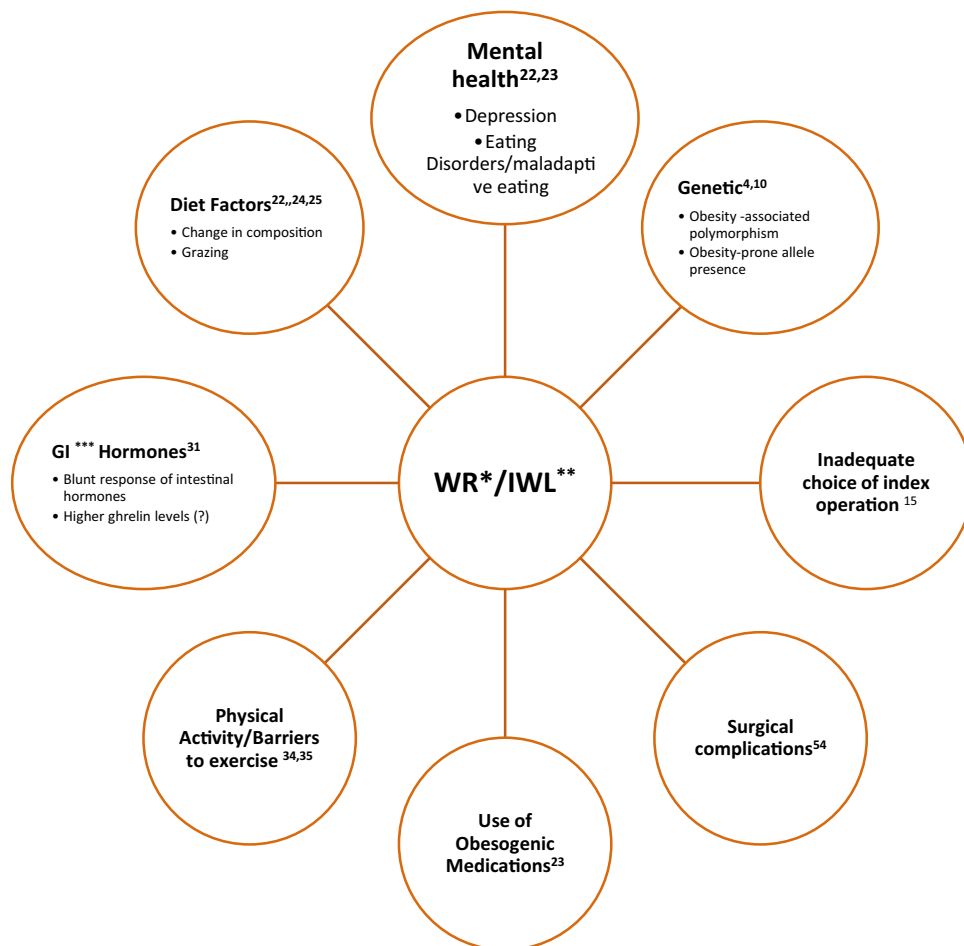 Mental
health22,23
• Depression
• Eating
Disorders/maladapti
ve eating
Genetic4,10
• Obesity -associated
polymorphism
• Obesity-prone allele
presence
Inadequate
choice of index
operation 15
Surgical
complications54
Use of
Obesogenic
Medications23
Physical
Activity/Barriers
to exercise 34,35
GI *** Hormones31
• Blunt response of intestinal
hormones
• Higher ghrelin levels (?)
Diet Factors22,,24,25
• Change in composition
• Grazing
WR*/IWL**